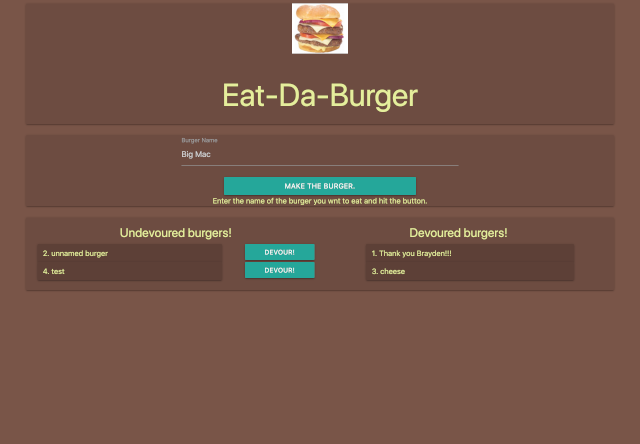 Eat-Da-Burger
Burger Name
Big Mac
MAKE THE BURGER.
Enter the name of the burger you wnt to eat and hit the button.
Undevoured burgers!
2. unnamed burger
DEVOUR!
4. test
DEVOUR!
Devoured burgers!
1. Thank you Brayden!!!
3. cheese